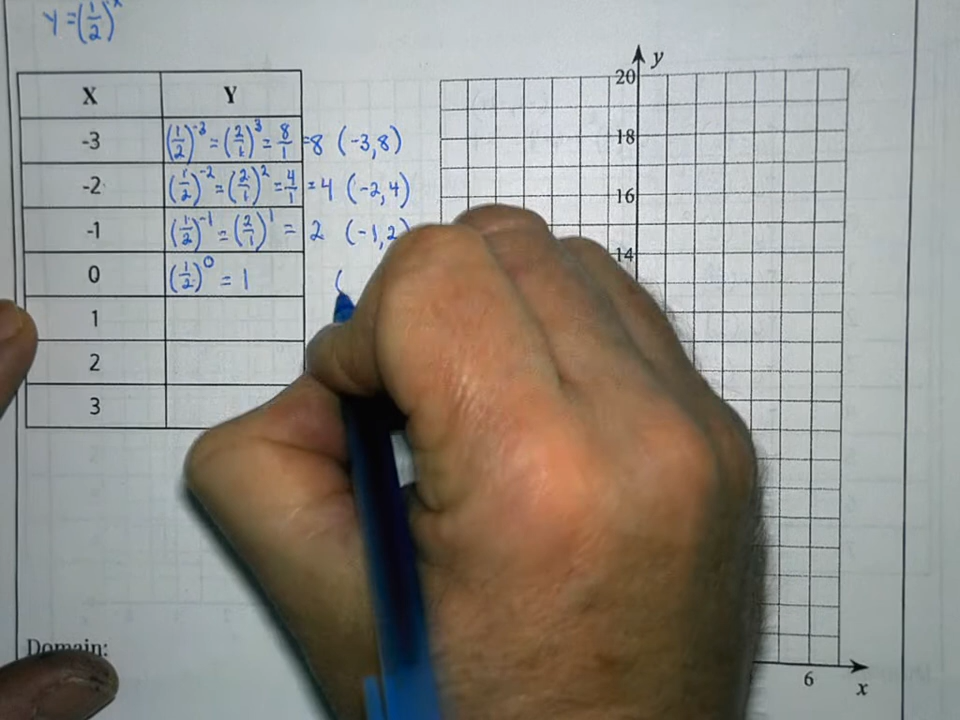 y = (1/2)^x
X Y
-3 (1/2)^-3 = (2/1)^3 = 8/1 = 8 (-3,8)
-2 (1/2)^-2 = (2/1)^2 = 4/1 = 4 (-2,4)
-1 (1/2)^-1 = (2/1)^1 = 2 (-1,2)
0 (1/2)^0 = 1 (
1
2
3
Domain:
y
20
18
16
14
6
x